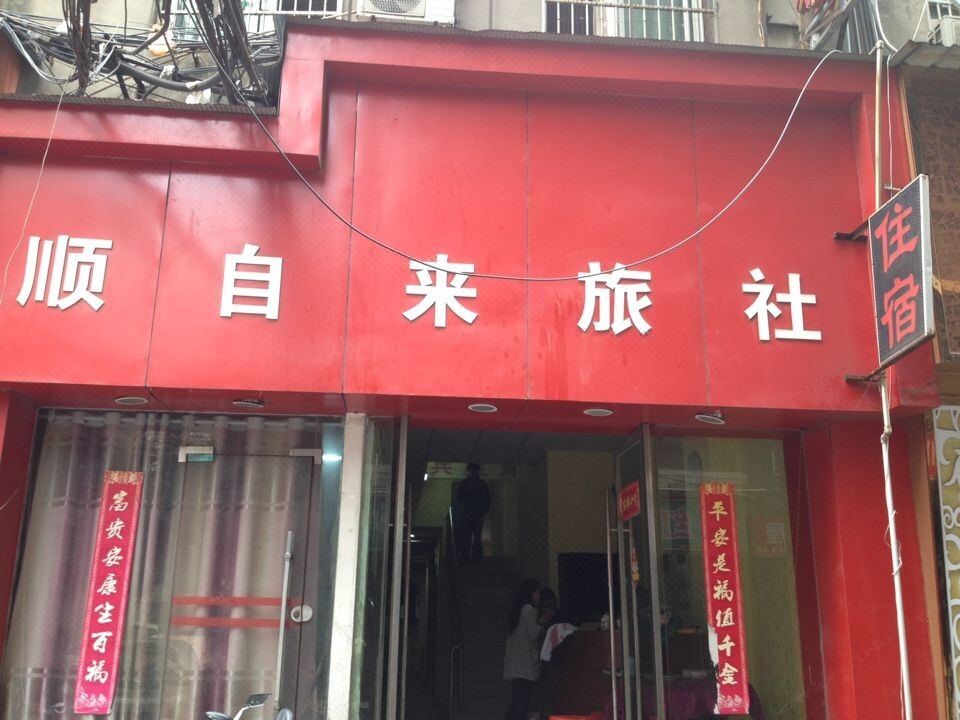 顺自来旅社
住宿
富贵安康生百福
平安是福值千金